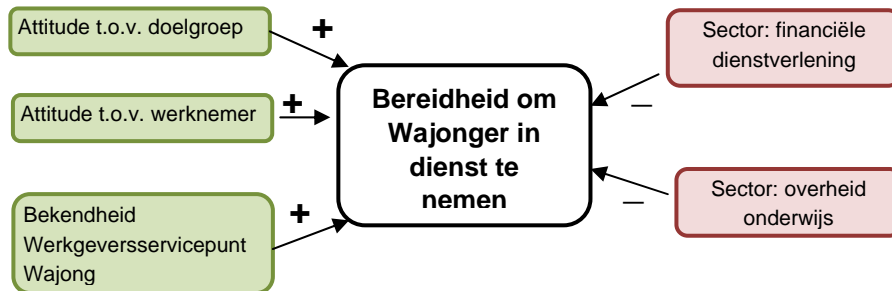 Attitude t.o.v. doelgroep
+
Attitude t.o.v. werknemer
+
Bekendheid
Werkgeversservicepunt
Wajong
+
Bereidheid om
Wajonger in
dienst te
nemen
Sector: financiële
dienstverlening
–
Sector: overheid
onderwijs
–